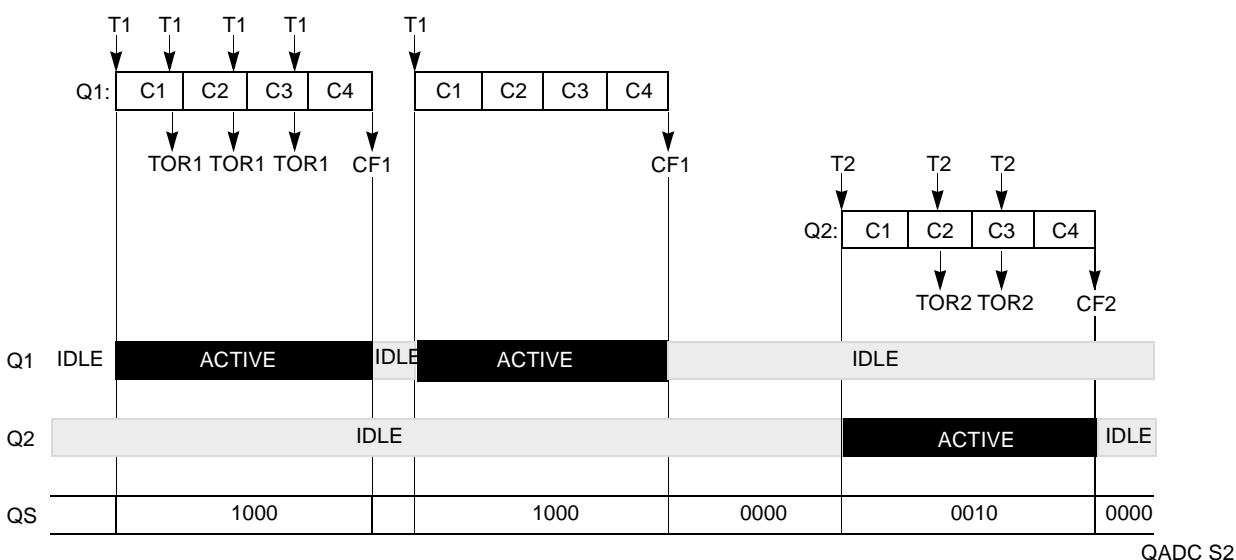 T1 T1 T1 T1 T1
Q1: C1 C2 C3 C4 C1 C2 C3 C4
TOR1 TOR1 TOR1 CF1 CF1
T2 T2 T2
Q2: C1 C2 C3 C4
TOR2 TOR2 CF2
Q1 IDLE ACTIVE IDLE ACTIVE IDLE
Q2 IDLE ACTIVE IDLE
QS 1000 1000 0000 0010 0000
QADC S2